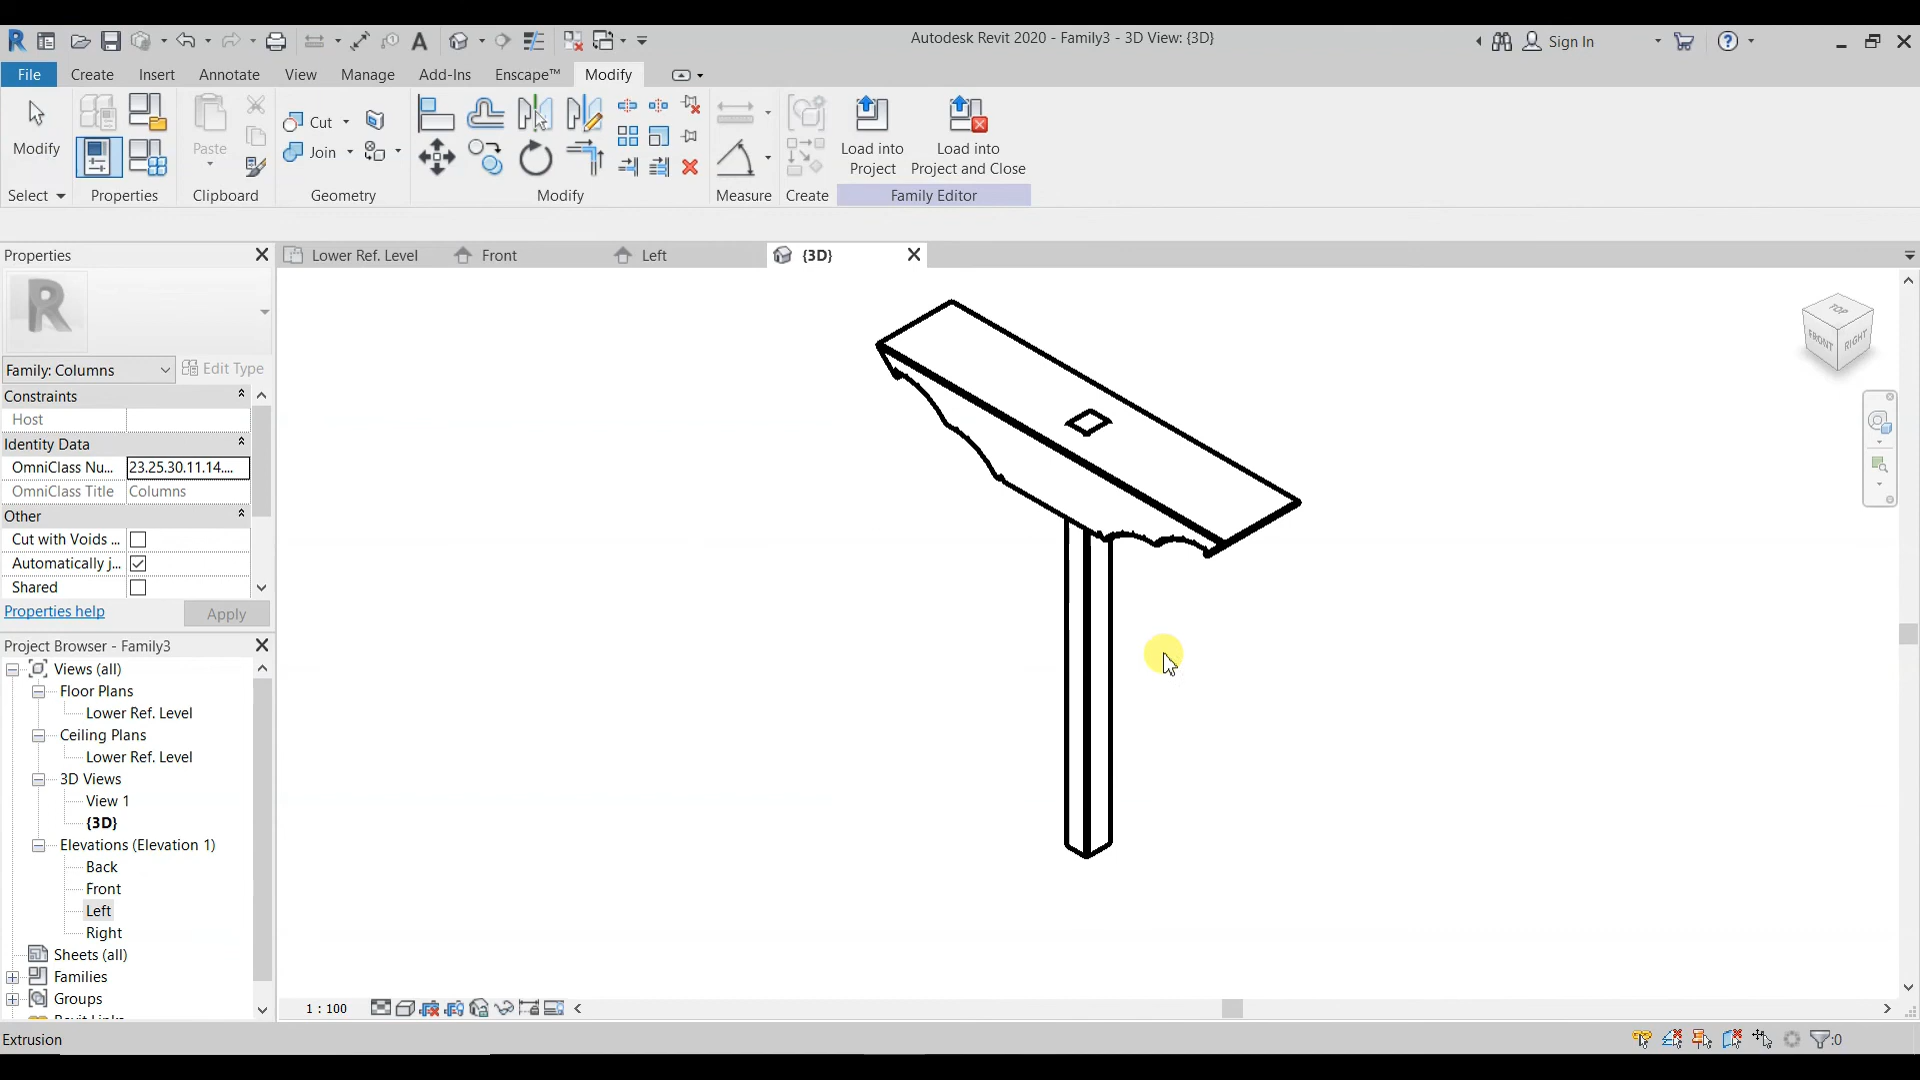 Autodesk Revit 2020 - Family3 - 3D View: {3D}
Sign In
File Create Insert Annotate View Manage Add-Ins Enscape™ Modify
Modify
Paste
Cut
Join
Load into Project
Load into Project and Close
Select Properties Clipboard Geometry Modify Measure Create Family Editor
Properties
Lower Ref. Level Front Left {3D}
R
TOP
FRONT RIGHT
Family: Columns Edit Type
Constraints
Host
Identity Data
OmniClass Nu... 23.25.30.11.14....
OmniClass Title Columns
Other
Cut with Voids ...
Automatically j...
Shared
Properties help Apply
Project Browser - Family3
Views (all)
Floor Plans
Lower Ref. Level
Ceiling Plans
Lower Ref. Level
3D Views
View 1
{3D}
Elevations (Elevation 1)
Back
Front
Left
Right
Sheets (all)
Families
Groups
1 : 100
Extrusion
:0